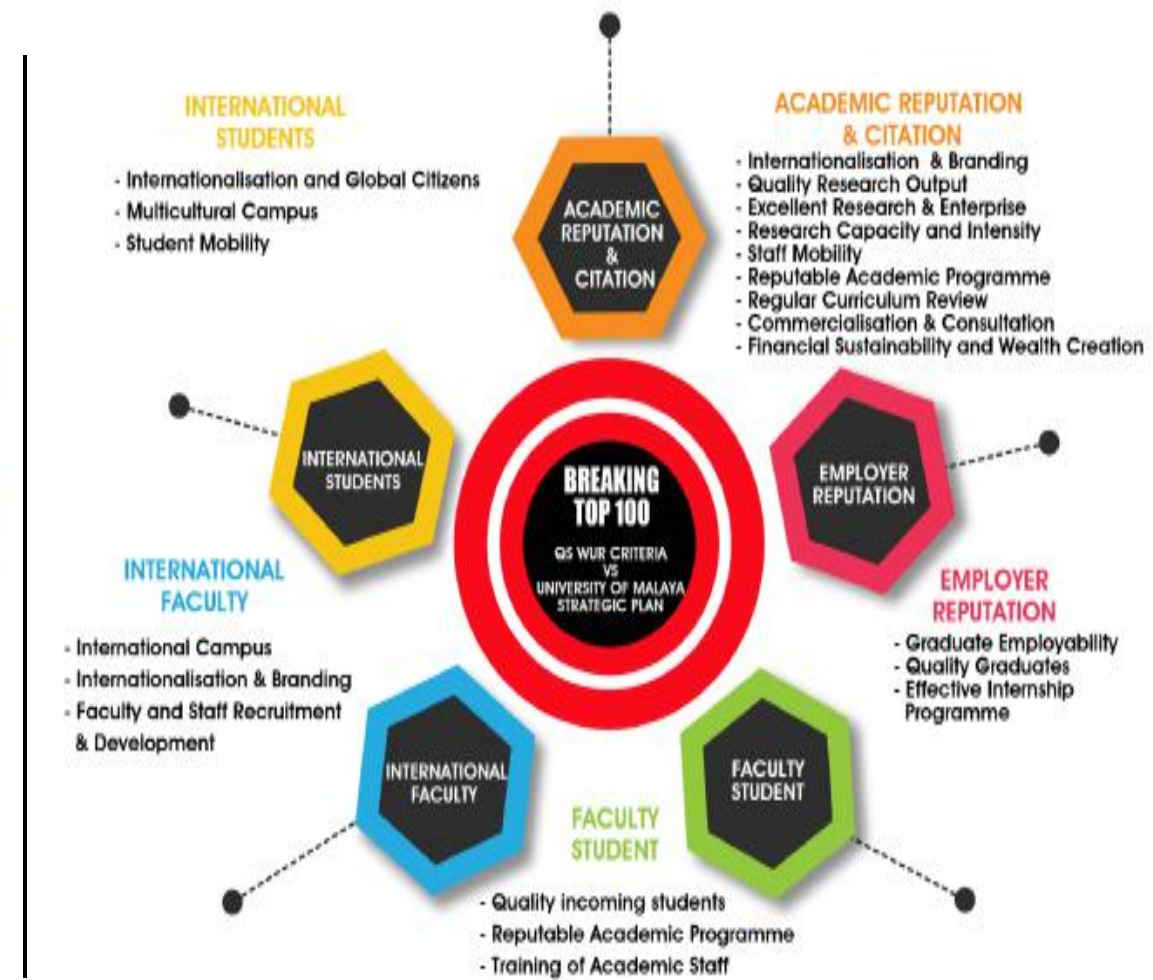 INTERNATIONAL
STUDENTS
- Internationalisation and Global Citizens
- Multicultural Campus
- Student Mobility
ACADEMIC
REPUTATION
&
CITATION
ACADEMIC REPUTATION
& CITATION
- Internationalisation & Branding
- Quality Research Output
- Excellent Research & Enterprise
- Research Capacity and Intensity
- Staff Mobility
- Reputable Academic Programme
- Regular Curriculum Review
- Commercialisation & Consultation
- Financial Sustainability and Wealth Creation
INTERNATIONAL
STUDENTS
BREAKING
TOP 100
QS WUR CRITERIA
VS
UNIVERSITY OF MALAYA
STRATEGIC PLAN
EMPLOYER
REPUTATION
INTERNATIONAL
FACULTY
- International Campus
- Internationalisation & Branding
- Faculty and Staff Recruitment
& Development
EMPLOYER
REPUTATION
- Graduate Employability
- Quality Graduates
- Effective Internship
Programme
INTERNATIONAL
FACULTY
FACULTY
STUDENT
FACULTY
STUDENT
- Quality incoming students
- Reputable Academic Programme
- Training of Academic Staff